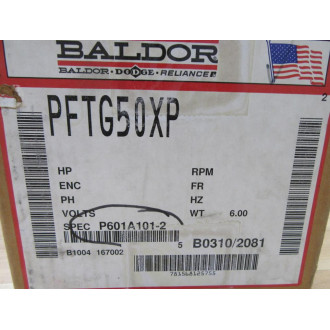 BALDOR
BALDOR • DODGE • RELIANCE
2
PFTG50XP
HP RPM
ENC FR
PH HZ
VOLTS WT 6.00
SPEC P601A101-2
5 B0310/2081
B1004 167002